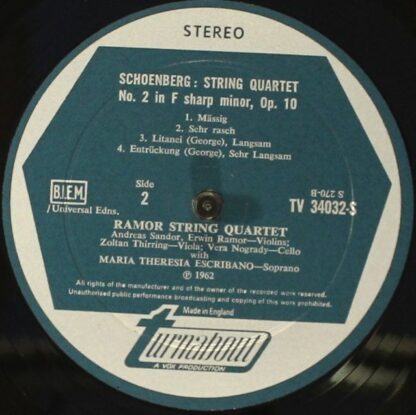 STEREO
SCHOENBERG: STRING QUARTET
No. 2 in F sharp minor, Op. 10
1. Mässig
2. Sehr rasch
3. Litanei (George), Langsam
4. Entrückung (George), Sehr Langsam
B.I.E.M.
/ Universal Edns.
Side
2
S 270-B
TV 34032-S
RAMOR STRING QUARTET
Andreas Sandor, Erwin Ramor—Violins;
Zoltan Thirring—Viola; Vera Nogrady—Cello
with
MARIA THERESIA ESCRIBANO—Soprano
℗ 1962
All rights of the manufacturer and of the owner of the recorded work reserved.
Unauthorised public performance broadcasting and copying of this work prohibited.
Made in England
turnabout
A VOX PRODUCTION